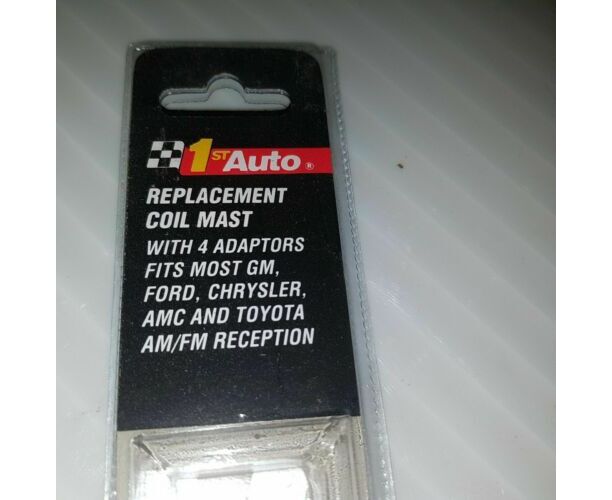 1ST Auto ®
REPLACEMENT
COIL MAST
WITH 4 ADAPTORS
FITS MOST GM,
FORD, CHRYSLER,
AMC AND TOYOTA
AM/FM RECEPTION